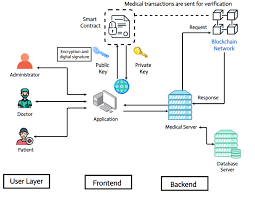 Medical transactions are sent for verification
Smart
Contract
Request
Blockchain
Network
Encryption and
digital signature
Public
Key
Private
Key
Administrator
Response
Doctor
Application
Medical Server
Patient
Database
Server
User Layer
Frontend
Backend